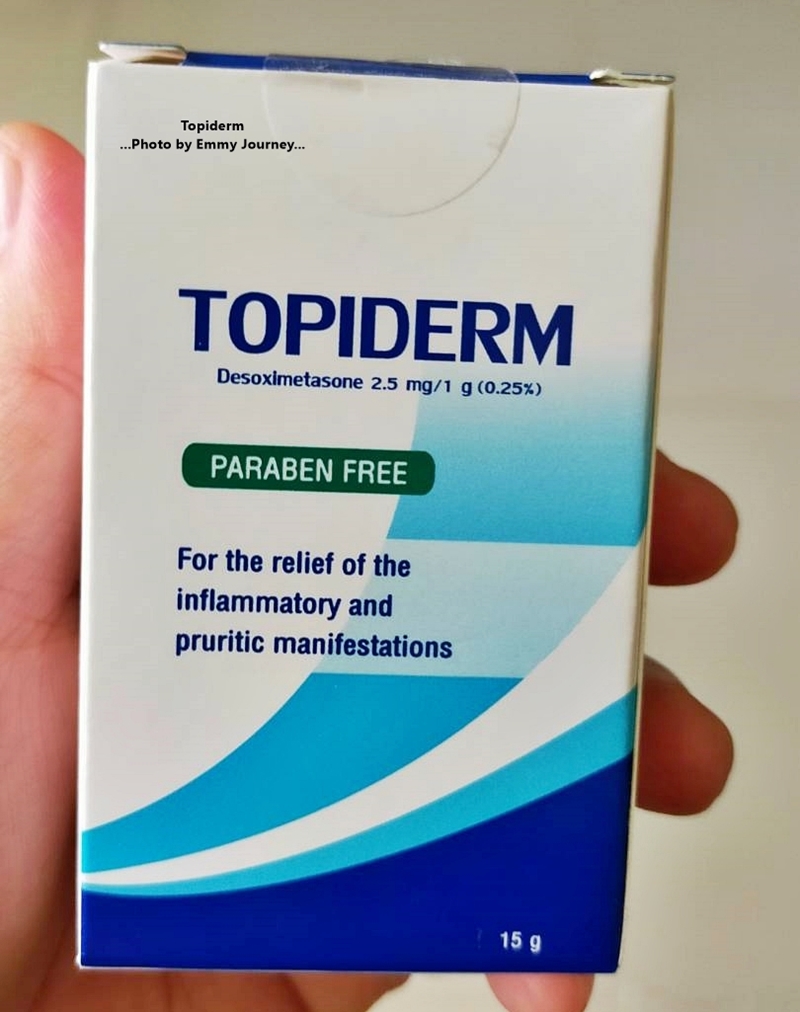 Topiderm
...Photo by Emmy Journey...
TOPIDERM
Desoximetasone 2.5 mg/1 g (0.25%)
PARABEN FREE
For the relief of the
inflammatory and
pruritic manifestations
15 g